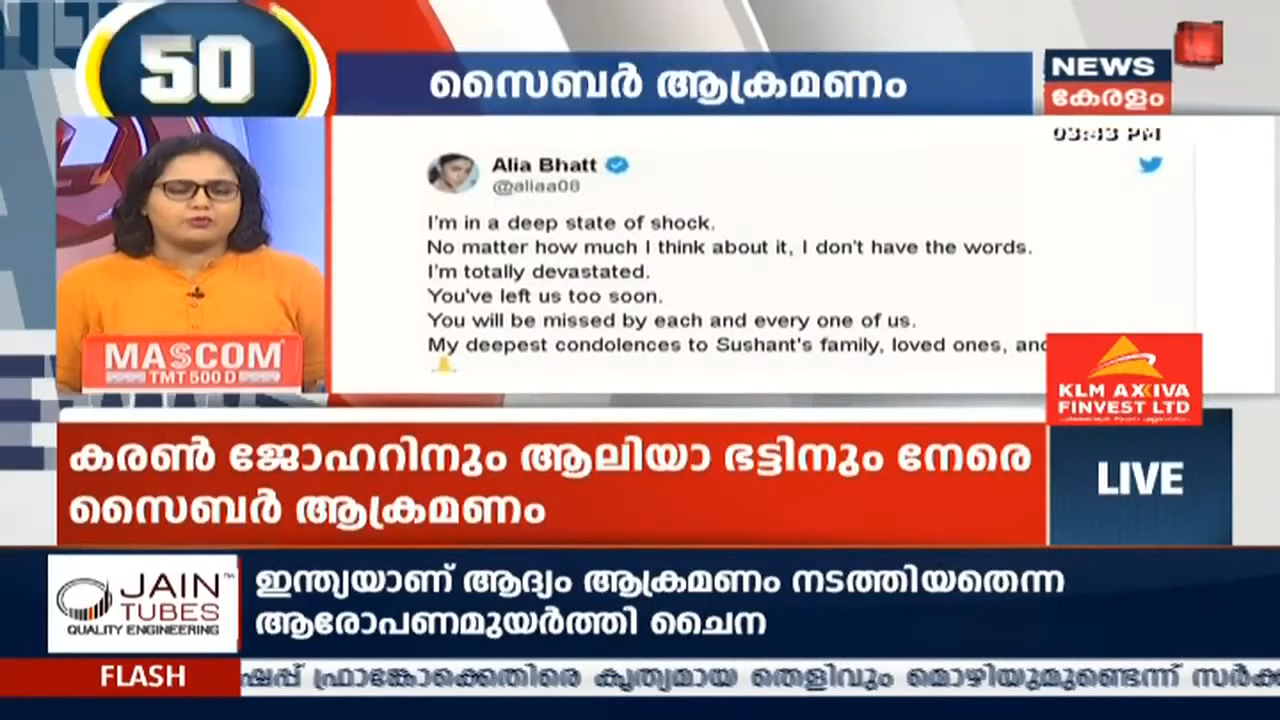 50
സൈബർ ആക്രമണം
NEWS
കേരളം
03:43 PM
Alia Bhatt
@aliaa08
I'm in a deep state of shock.
No matter how much I think about it, I don't have the words.
I'm totally devastated.
You've left us too soon.
You will be missed by each and every one of us.
My deepest condolences to Sushant's family, loved ones, and
MASCOM
TMT 500 D
KLM AXIVA
FINVEST LTD
കരൺ ജോഹറിനും ആലിയാ ഭട്ടിനും നേരെ
സൈബർ ആക്രമണം
LIVE
JAIN
TUBES
QUALITY ENGINEERING
ഇന്ത്യയാണ് ആദ്യം ആക്രമണം നടത്തിയതെന്ന
ആരോപണമുയർത്തി ചൈന
FLASH
ഫ്രാങ്കോക്കെതിരെ കൃത്യമായ തെളിവും മൊഴിയുമുണ്ടെന്ന്